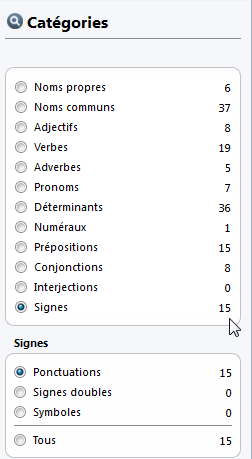 Catégories
Noms propres 6
Noms communs 37
Adjectifs 8
Verbes 19
Adverbes 5
Pronoms 7
Déterminants 36
Numéraux 1
Prépositions 15
Conjonctions 8
Interjections 0
Signes 15
Signes
Ponctuations 15
Signes doubles 0
Symboles 0
Tous 15